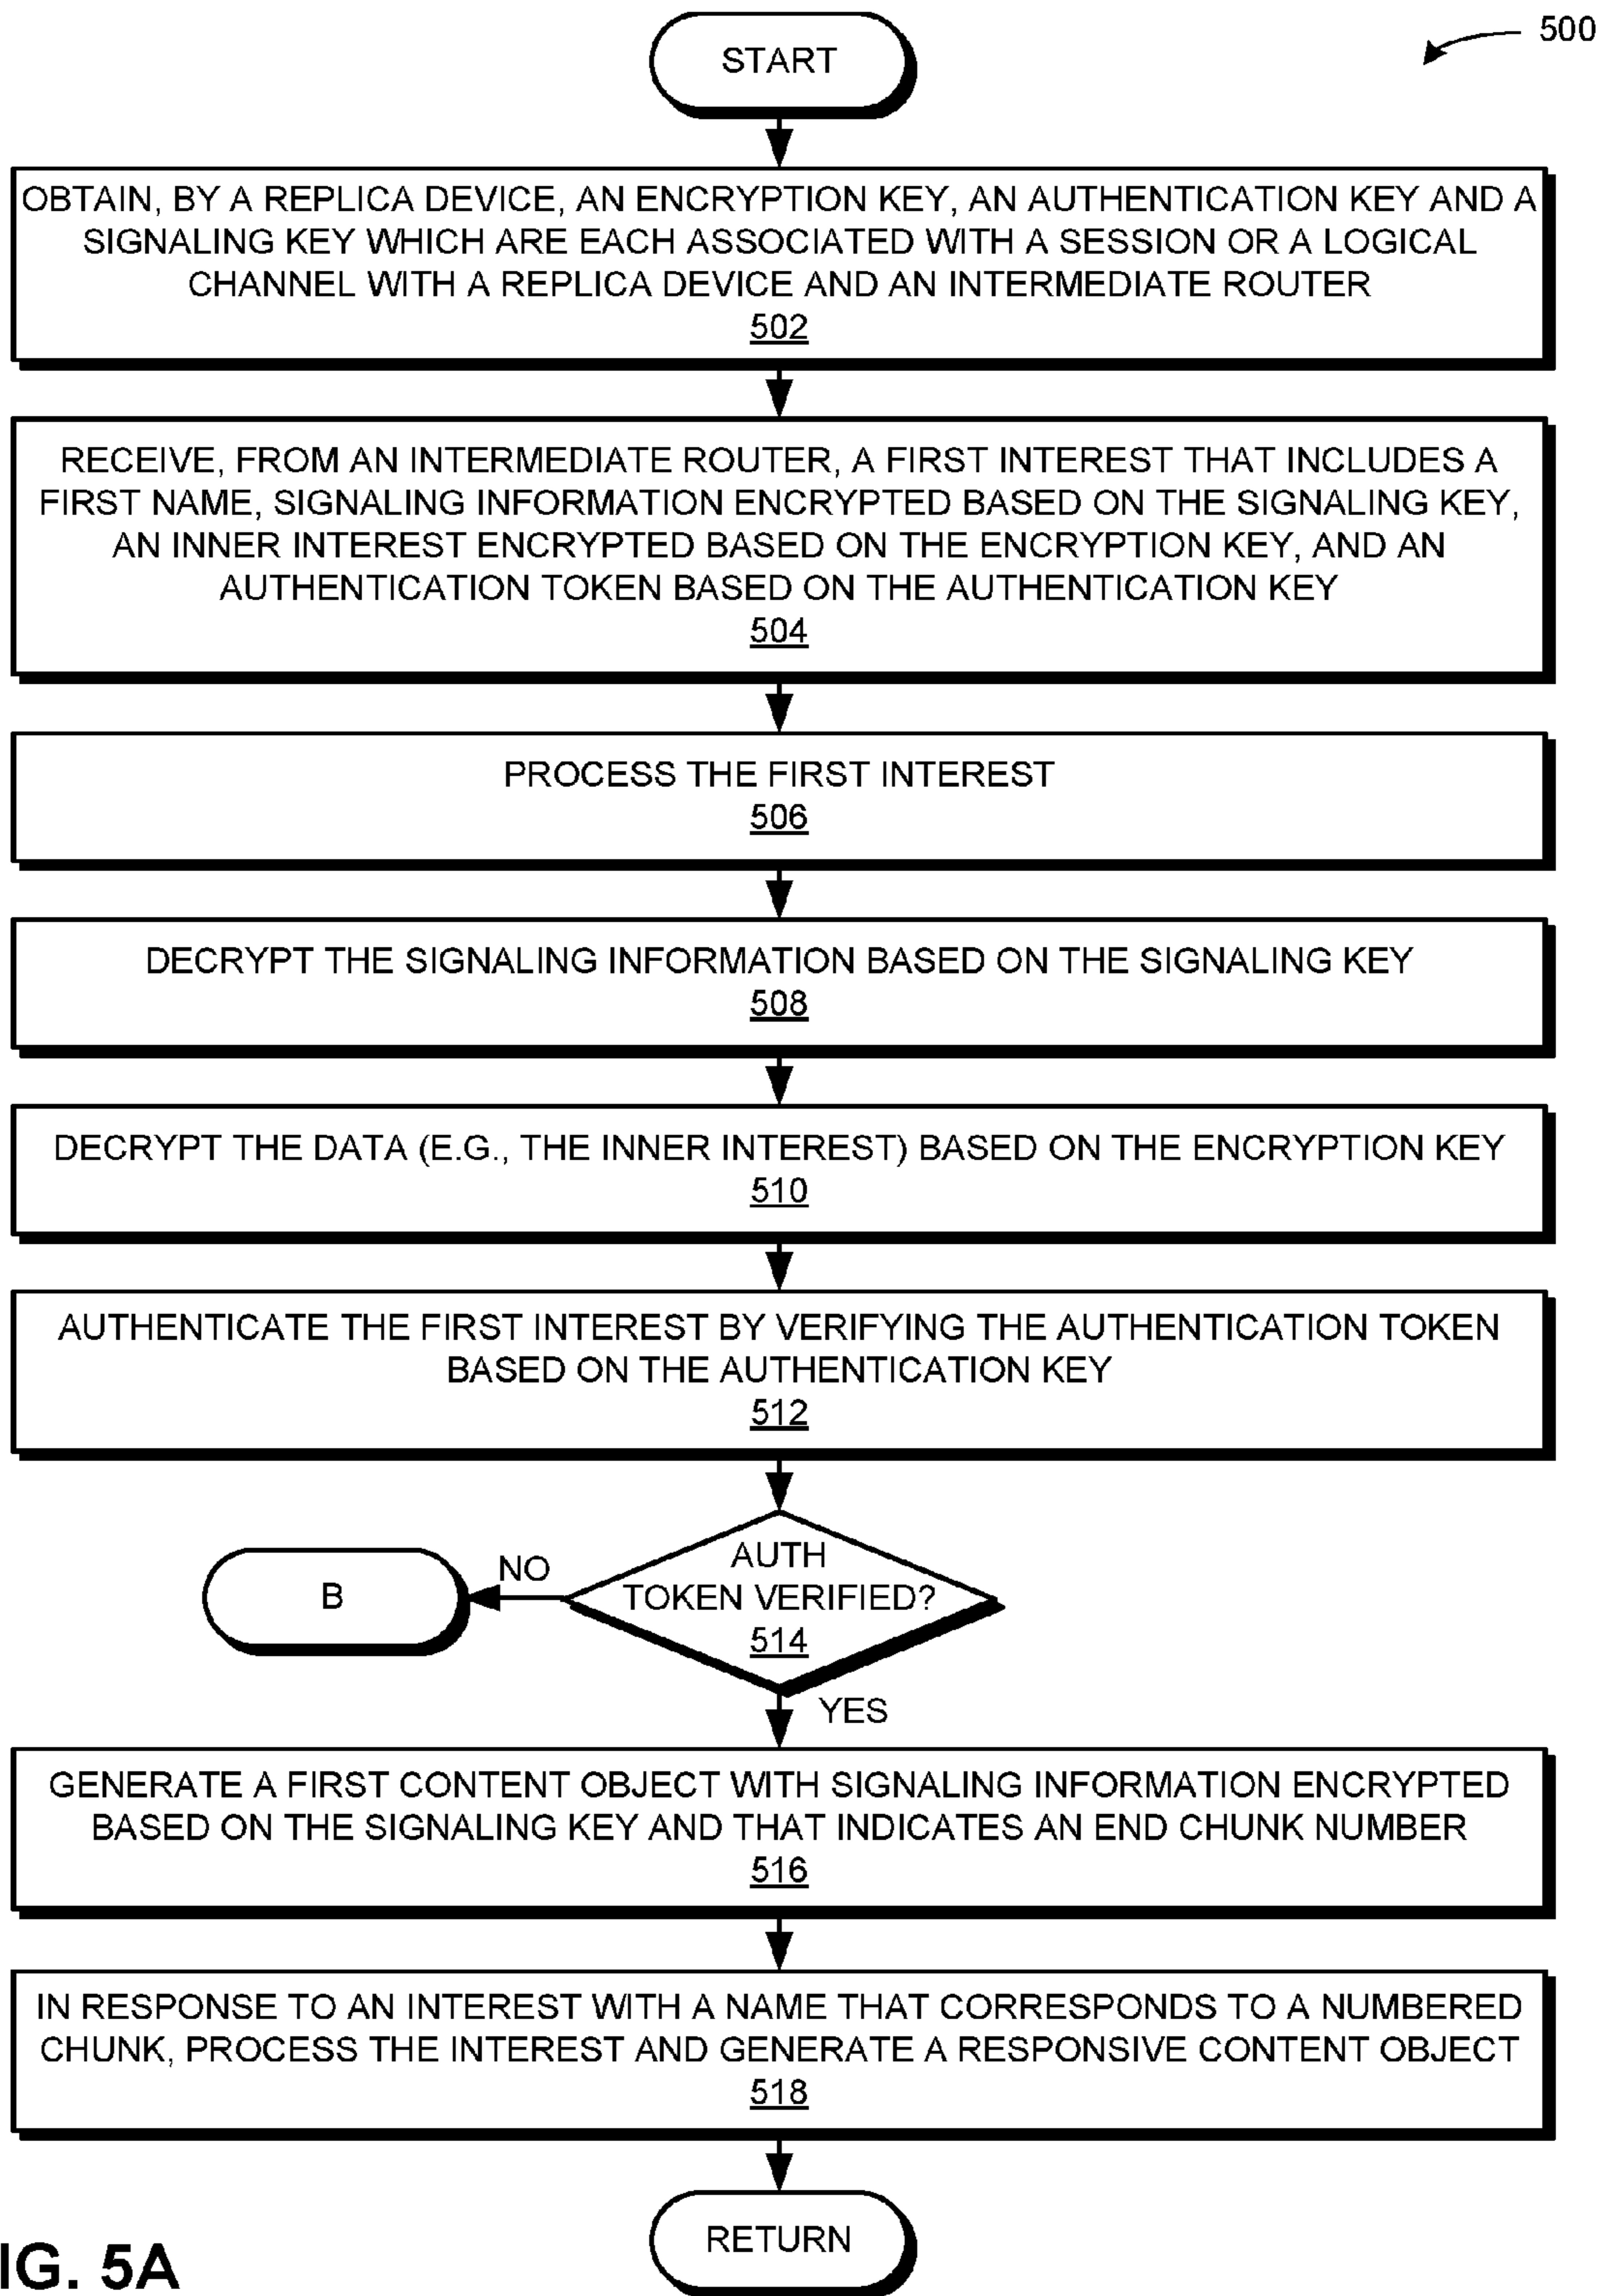 START
500
OBTAIN, BY A REPLICA DEVICE, AN ENCRYPTION KEY, AN AUTHENTICATION KEY AND A
SIGNALING KEY WHICH ARE EACH ASSOCIATED WITH A SESSION OR A LOGICAL
CHANNEL WITH A REPLICA DEVICE AND AN INTERMEDIATE ROUTER
502
RECEIVE, FROM AN INTERMEDIATE ROUTER, A FIRST INTEREST THAT INCLUDES A
FIRST NAME, SIGNALING INFORMATION ENCRYPTED BASED ON THE SIGNALING KEY,
AN INNER INTEREST ENCRYPTED BASED ON THE ENCRYPTION KEY, AND AN
AUTHENTICATION TOKEN BASED ON THE AUTHENTICATION KEY
504
PROCESS THE FIRST INTEREST
506
DECRYPT THE SIGNALING INFORMATION BASED ON THE SIGNALING KEY
508
DECRYPT THE DATA (E.G., THE INNER INTEREST) BASED ON THE ENCRYPTION KEY
510
AUTHENTICATE THE FIRST INTEREST BY VERIFYING THE AUTHENTICATION TOKEN
BASED ON THE AUTHENTICATION KEY
512
AUTH
TOKEN VERIFIED?
514
NO
B
YES
GENERATE A FIRST CONTENT OBJECT WITH SIGNALING INFORMATION ENCRYPTED
BASED ON THE SIGNALING KEY AND THAT INDICATES AN END CHUNK NUMBER
516
IN RESPONSE TO AN INTEREST WITH A NAME THAT CORRESPONDS TO A NUMBERED
CHUNK, PROCESS THE INTEREST AND GENERATE A RESPONSIVE CONTENT OBJECT
518
RETURN
IG. 5A